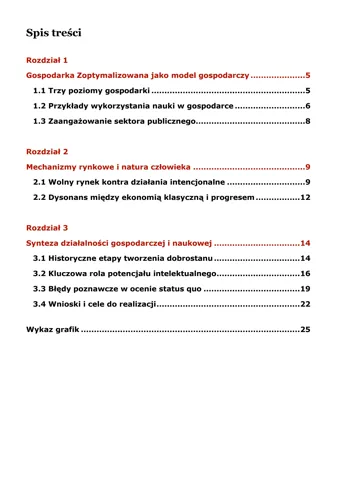 Spis treści
Rozdział 1
Gospodarka Zoptymalizowana jako model gospodarczy.....................5
1.1 Trzy poziomy gospodarki...........................................................5
1.2 Przykłady wykorzystania nauki w gospodarce...........................6
1.3 Zaangażowanie sektora publicznego..........................................8
Rozdział 2
Mechanizmy rynkowe i natura człowieka...........................................9
2.1 Wolny rynek kontra działania intencjonalne..............................9
2.2 Dysonans między ekonomią klasyczną i progresem.................12
Rozdział 3
Synteza działalności gospodarczej i naukowej.................................14
3.1 Historyczne etapy tworzenia dobrostanu.................................14
3.2 Kluczowa rola potencjału intelektualnego................................16
3.3 Błędy poznawcze w ocenie status quo.....................................19
3.4 Wnioski i cele do realizacji.......................................................22
Wykaz grafik....................................................................................25